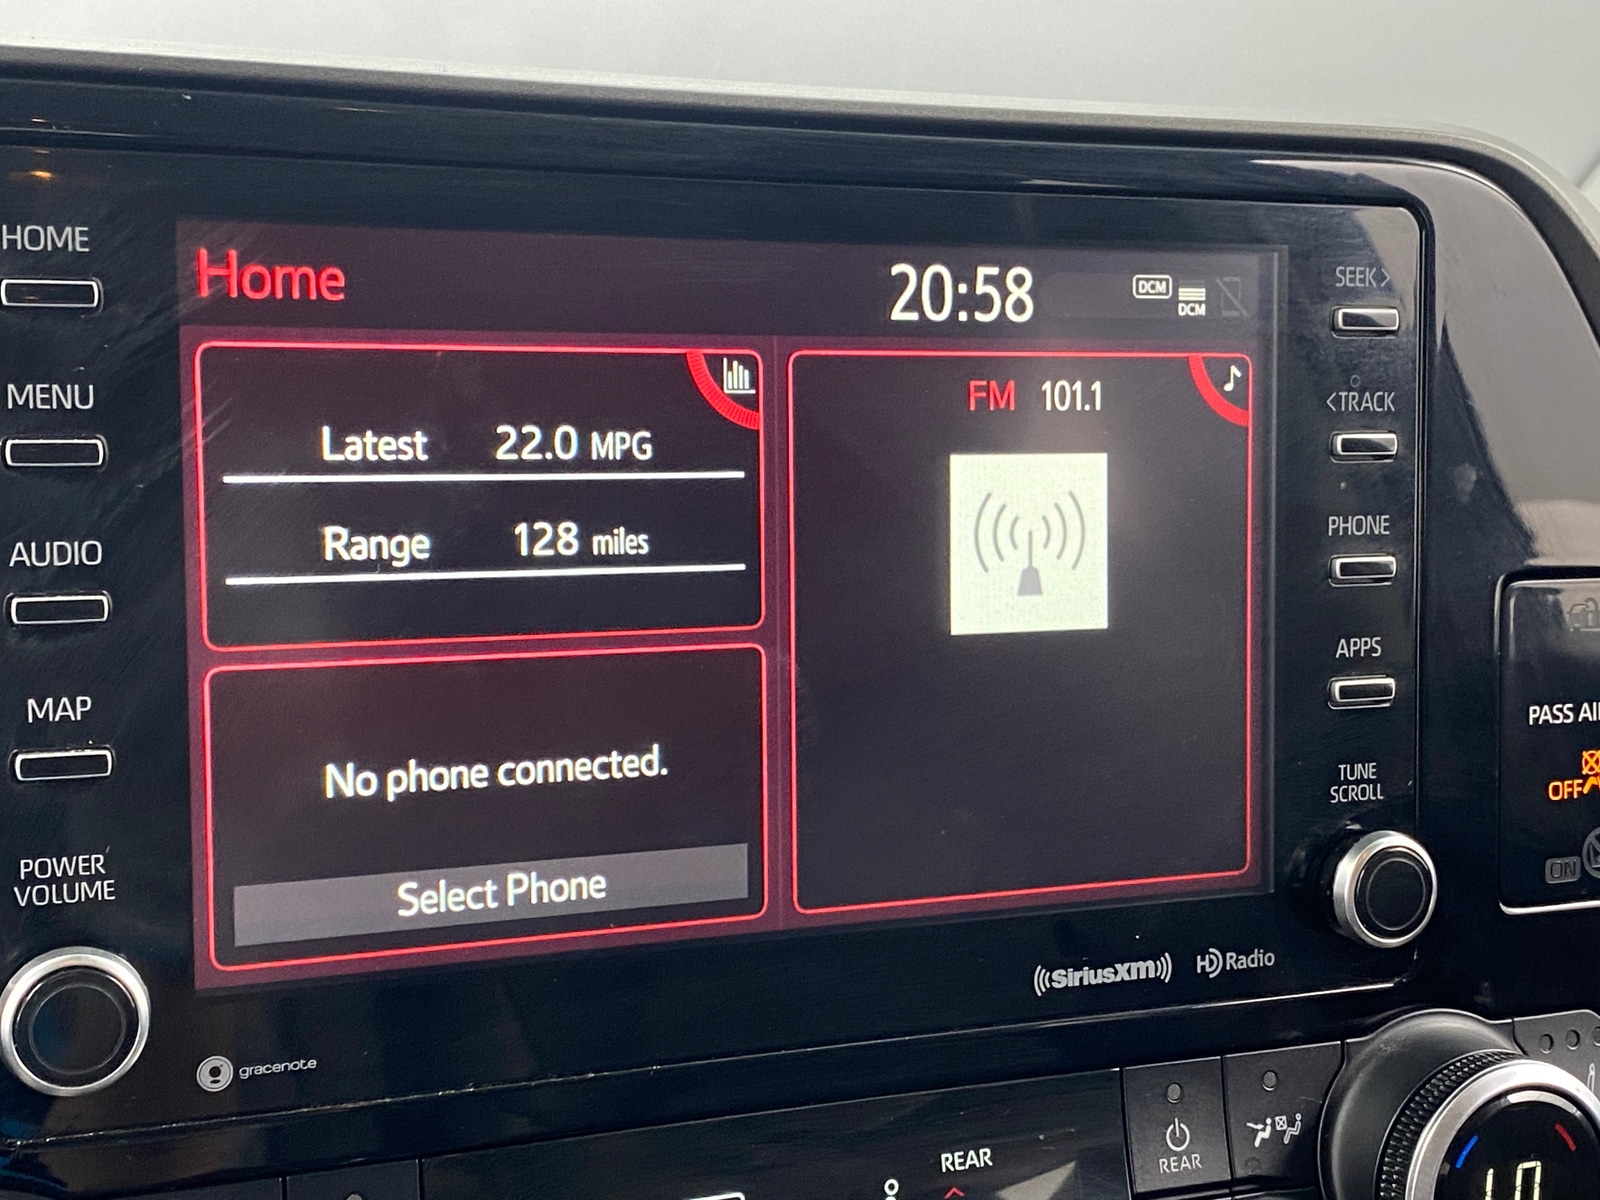 HOME
MENU
AUDIO
MAP
POWER
VOLUME
Home
20:58
DCM
DCM
Latest 22.0 MPG
Range 128 miles
No phone connected.
Select Phone
FM 101.1
SEEK >
< TRACK
PHONE
APPS
TUNE
SCROLL
SiriusXM
HD Radio
gracenote
PASS
OFF
ON
REAR
REAR
LO